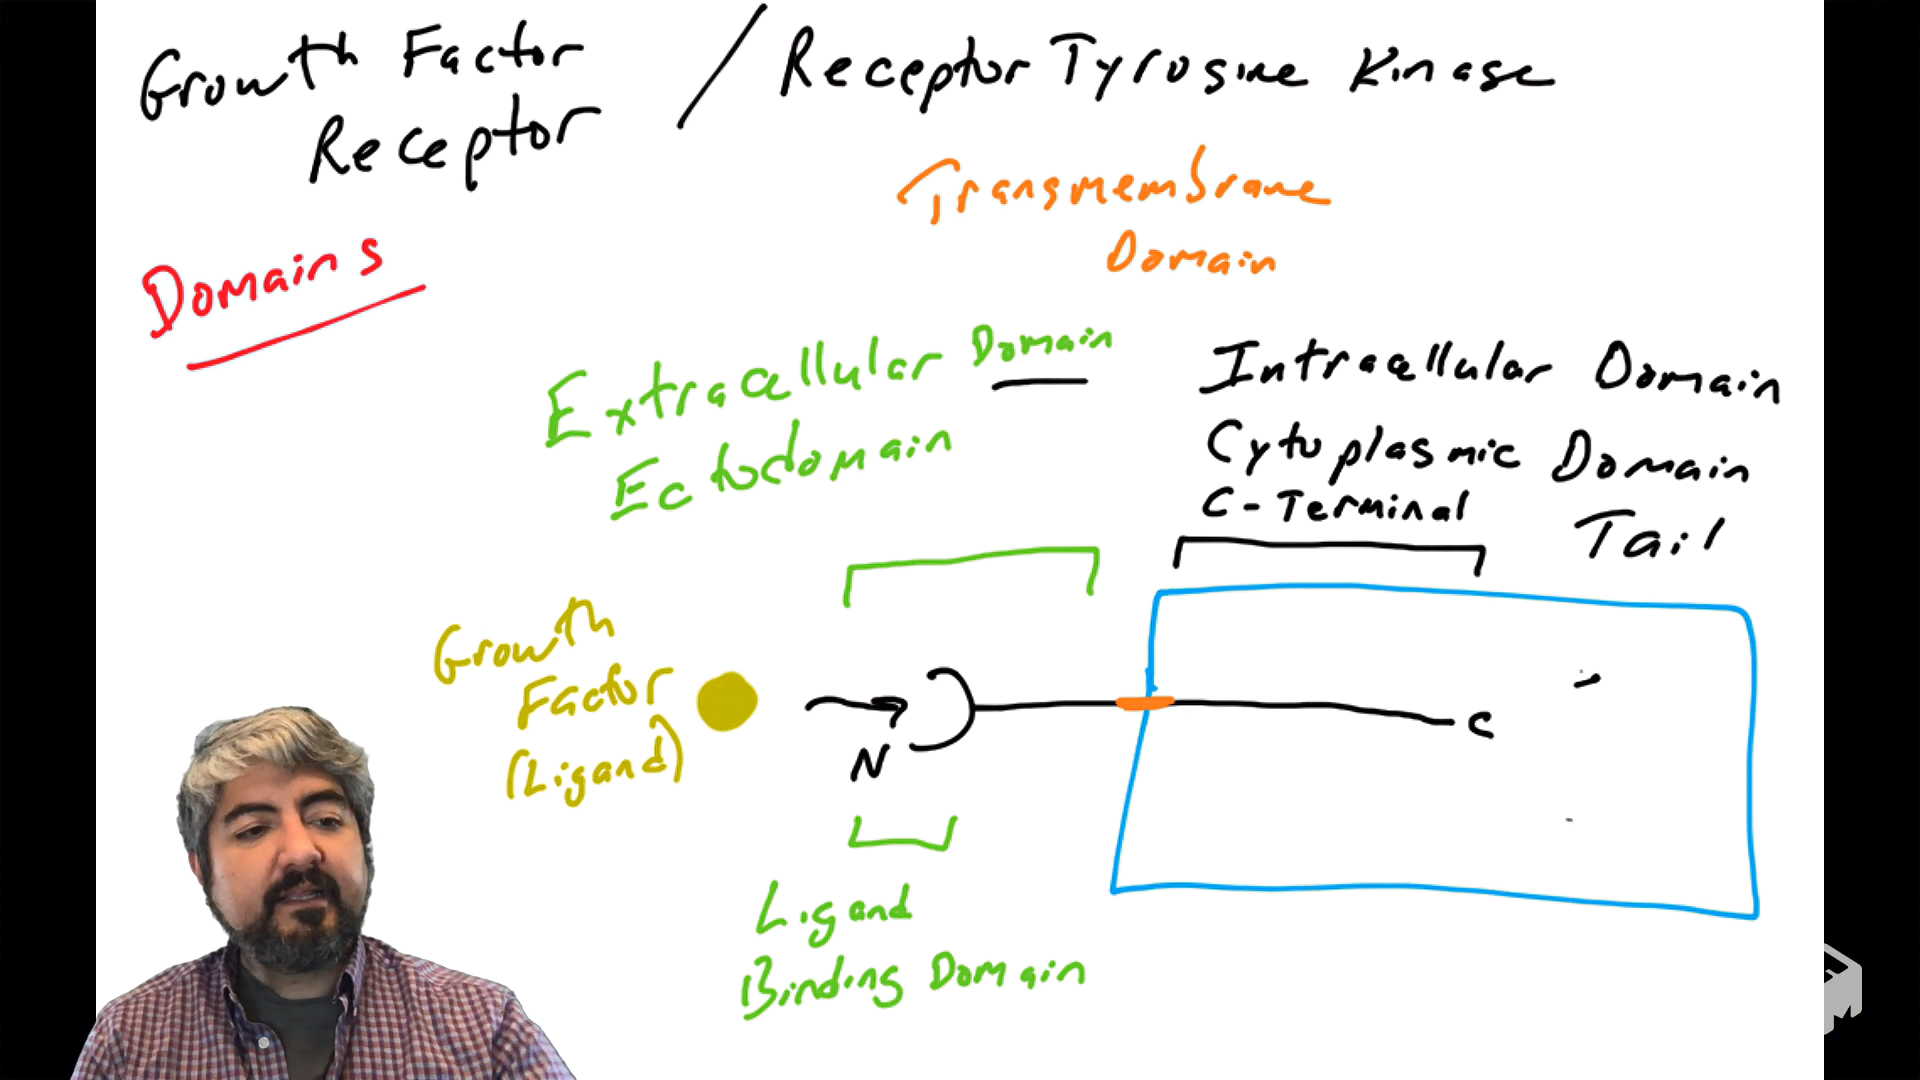 Growth Factor / Receptor Tyrosine Kinase
Receptor
Transmembrane
Domain
Domains
Extracellular Domain
Ectodomain
Intracellular Domain
Cytoplasmic Domain
C-Terminal Tail
Growth
Factor
(Ligand)
N
C
Ligand
Binding Domain